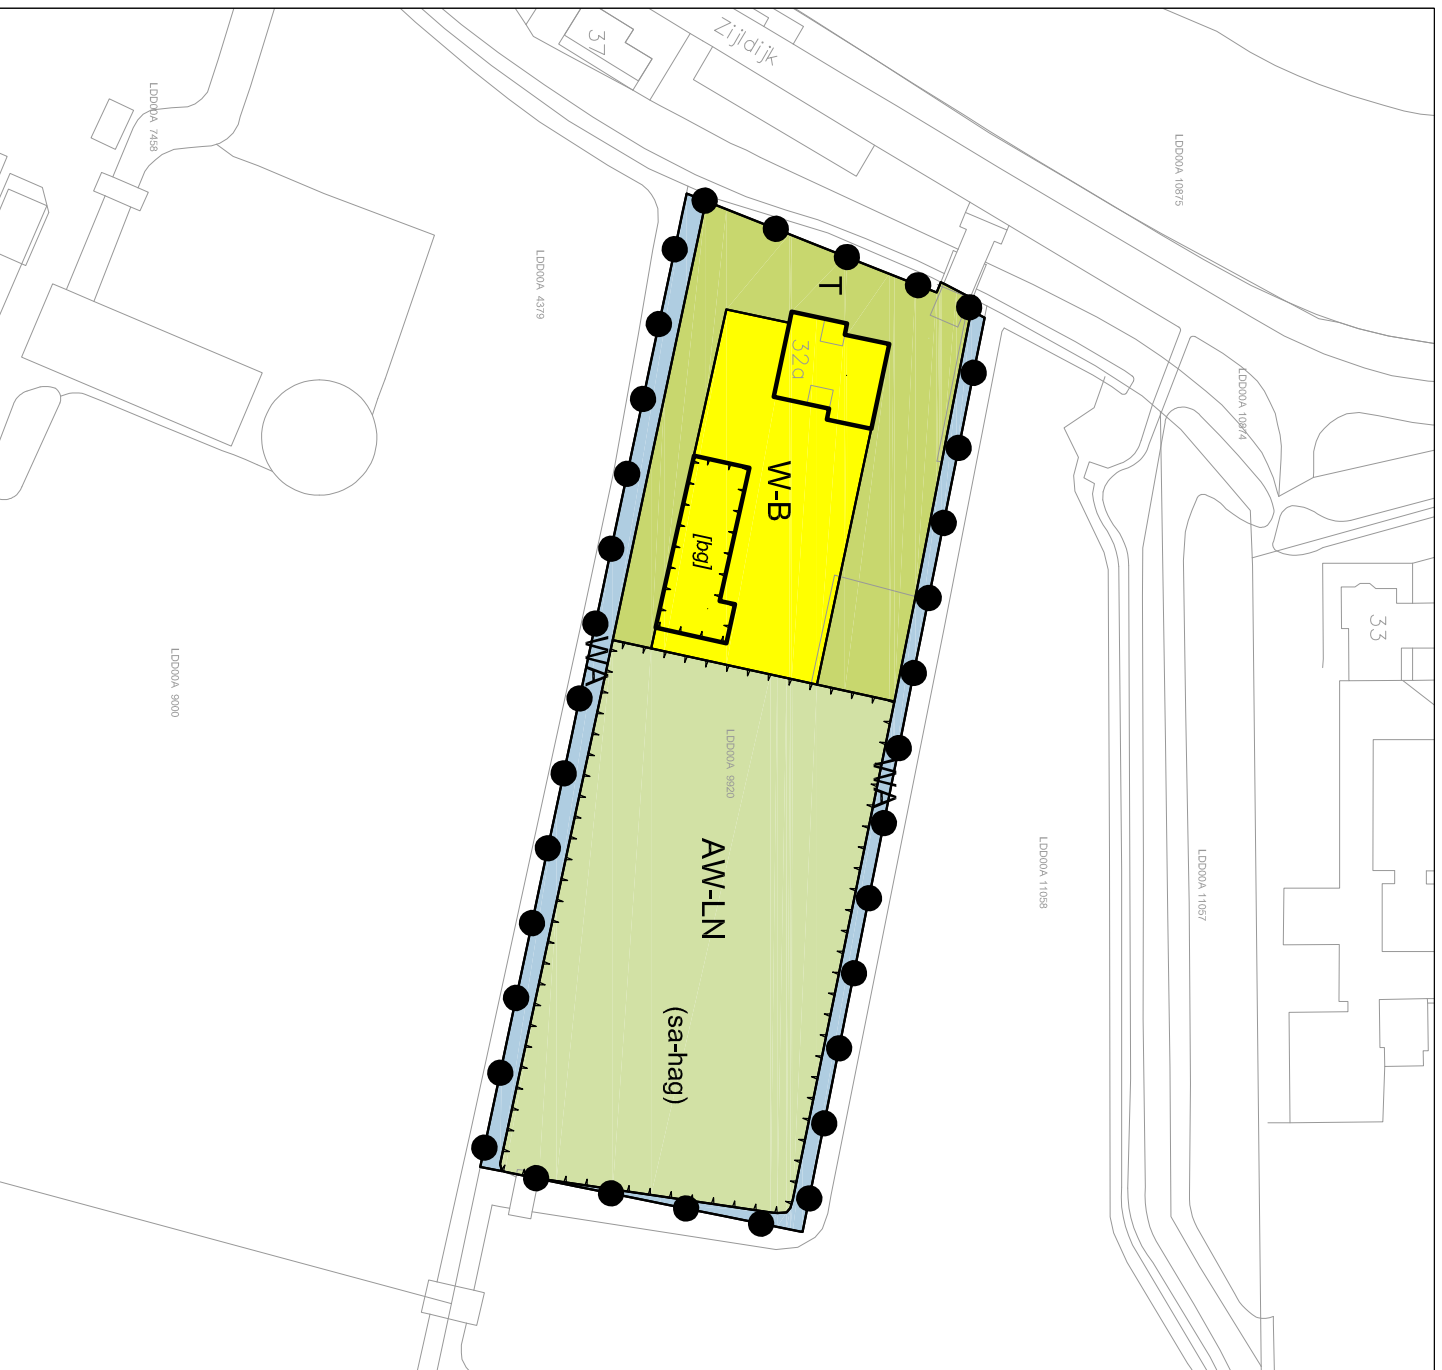 Zijldijk
37
LDD00A 7458
LDD00A 10875
LDD00A 4379
T
32a
LDD00A 10974
W-B
[bg]
33
WA
LDD00A 9000
LDD00A 9920
WA
AW-LN
LDD00A 11058
LDD00A 11057
(sa-hag)